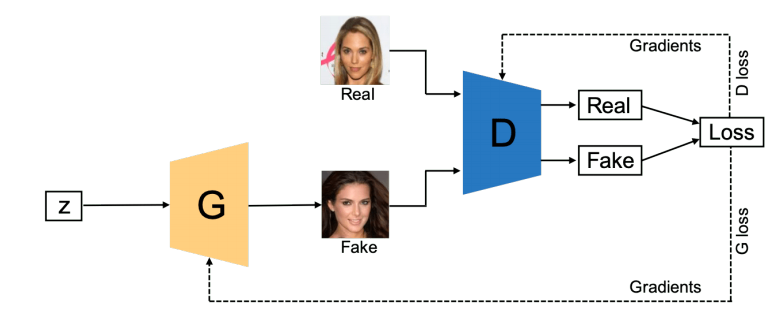 Gradients
D loss
Real
Real
D
Loss
Fake
z
G
Fake
G loss
Gradients